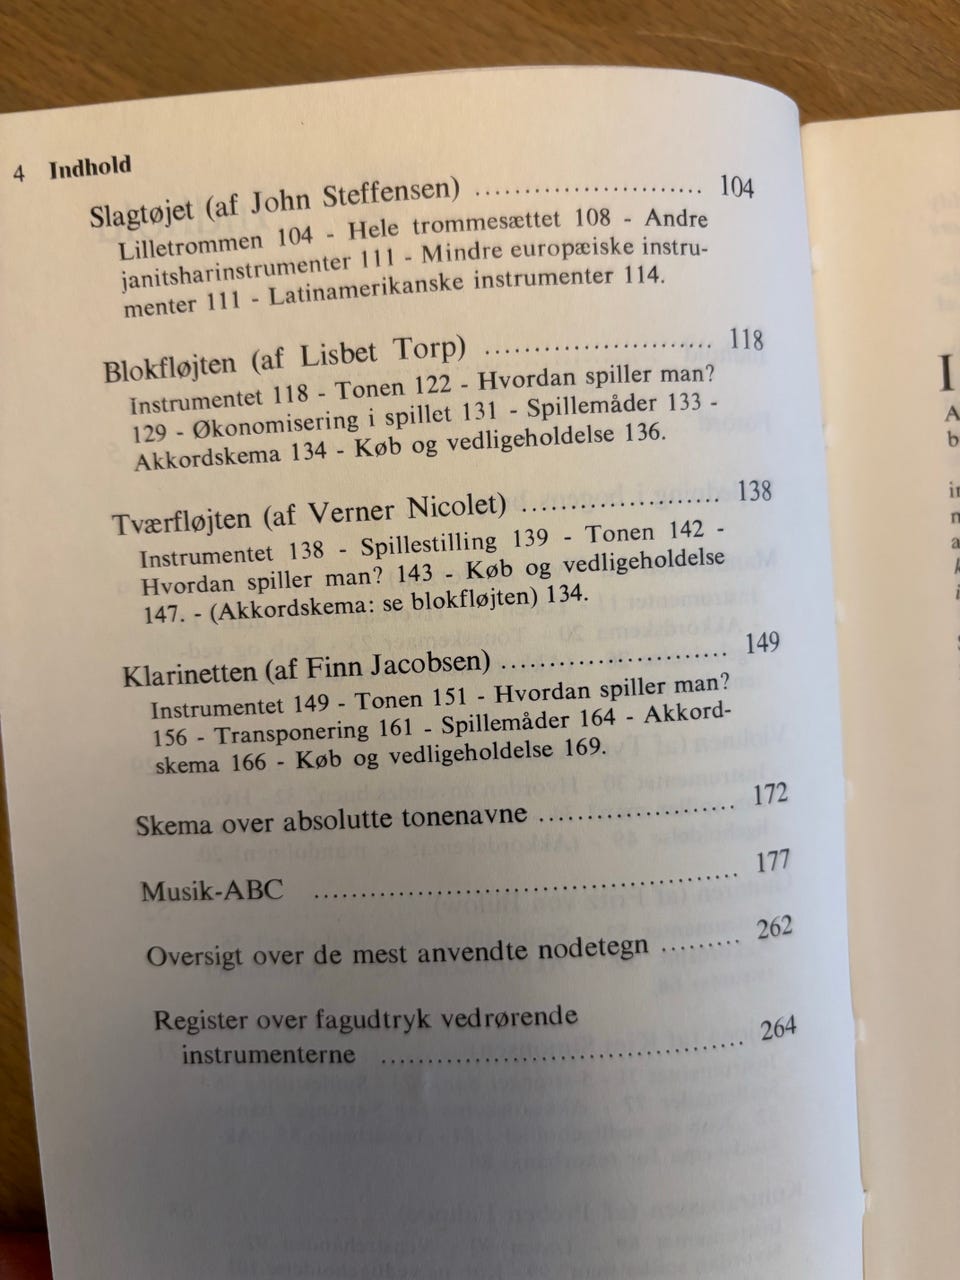 4 Indhold
Slagtøjet (af John Steffensen) ........................ 104
Lilletrommen 104 - Hele trommesættet 108 - Andre
janitsharinstrumenter 111 - Mindre europæiske instru-
menter 111 - Latinamerikanske instrumenter 114.
Blokfløjten (af Lisbet Torp) ........................ 118
Instrumentet 118 - Tonen 122 - Hvordan spiller man?
129 - Økonomisering i spillet 131 - Spillemåder 133 -
Akkordskema 134 - Køb og vedligeholdelse 136.
Tværfløjten (af Verner Nicolet) ..................... 138
Instrumentet 138 - Spillestilling 139 - Tonen 142 -
Hvordan spiller man? 143 - Køb og vedligeholdelse
147. - (Akkordskema: se blokfløjten) 134.
Klarinetten (af Finn Jacobsen) ........................ 149
Instrumentet 149 - Tonen 151 - Hvordan spiller man?
156 - Transponering 161 - Spillemåder 164 - Akkord-
skema 166 - Køb og vedligeholdelse 169.
Skema over absolutte tonenavne ..................... 172
Musik-ABC ............................................. 177
Oversigt over de mest anvendte nodetegn ......... 262
Register over fagudtryk vedrørende
instrumenterne ...................................... 264